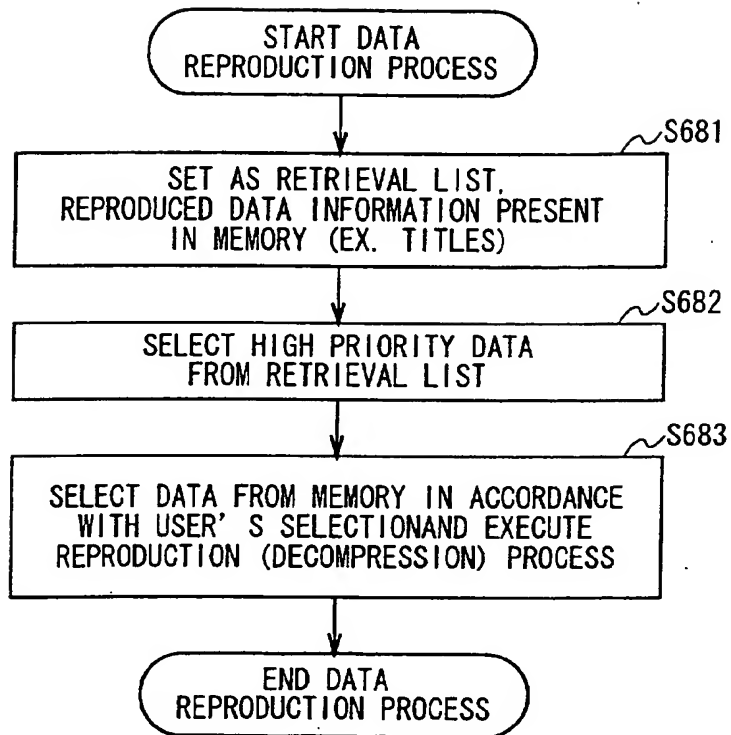 START DATA
REPRODUCTION PROCESS
S681
SET AS RETRIEVAL LIST,
REPRODUCED DATA INFORMATION PRESENT
IN MEMORY (EX. TITLES)
S682
SELECT HIGH PRIORITY DATA
FROM RETRIEVAL LIST
S683
SELECT DATA FROM MEMORY IN ACCORDANCE
WITH USER' S SELECTIONAND EXECUTE
REPRODUCTION (DECOMPRESSION) PROCESS
END DATA
REPRODUCTION PROCESS